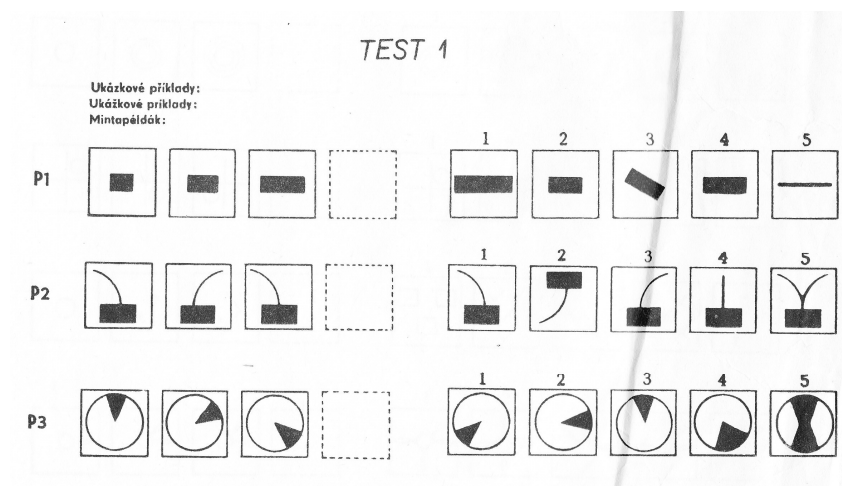 TEST 1
Ukázkové příklady:
Ukážkové príklady:
Mintapéldák:
1 2 3 4 5
P1
1 2 3 4 5
P2
1 2 3 4 5
P3